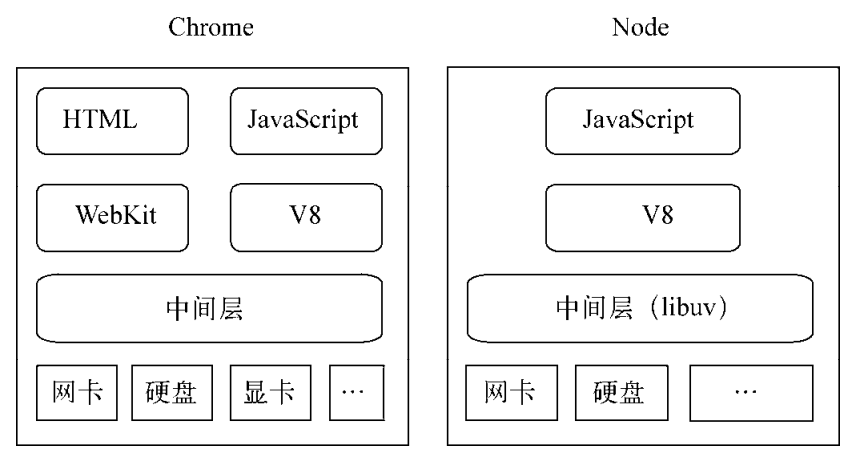 Chrome
Node
HTML
JavaScript
JavaScript
WebKit
V8
V8
中间层
中间层（libuv）
网卡
硬盘
显卡
…
网卡
硬盘
…